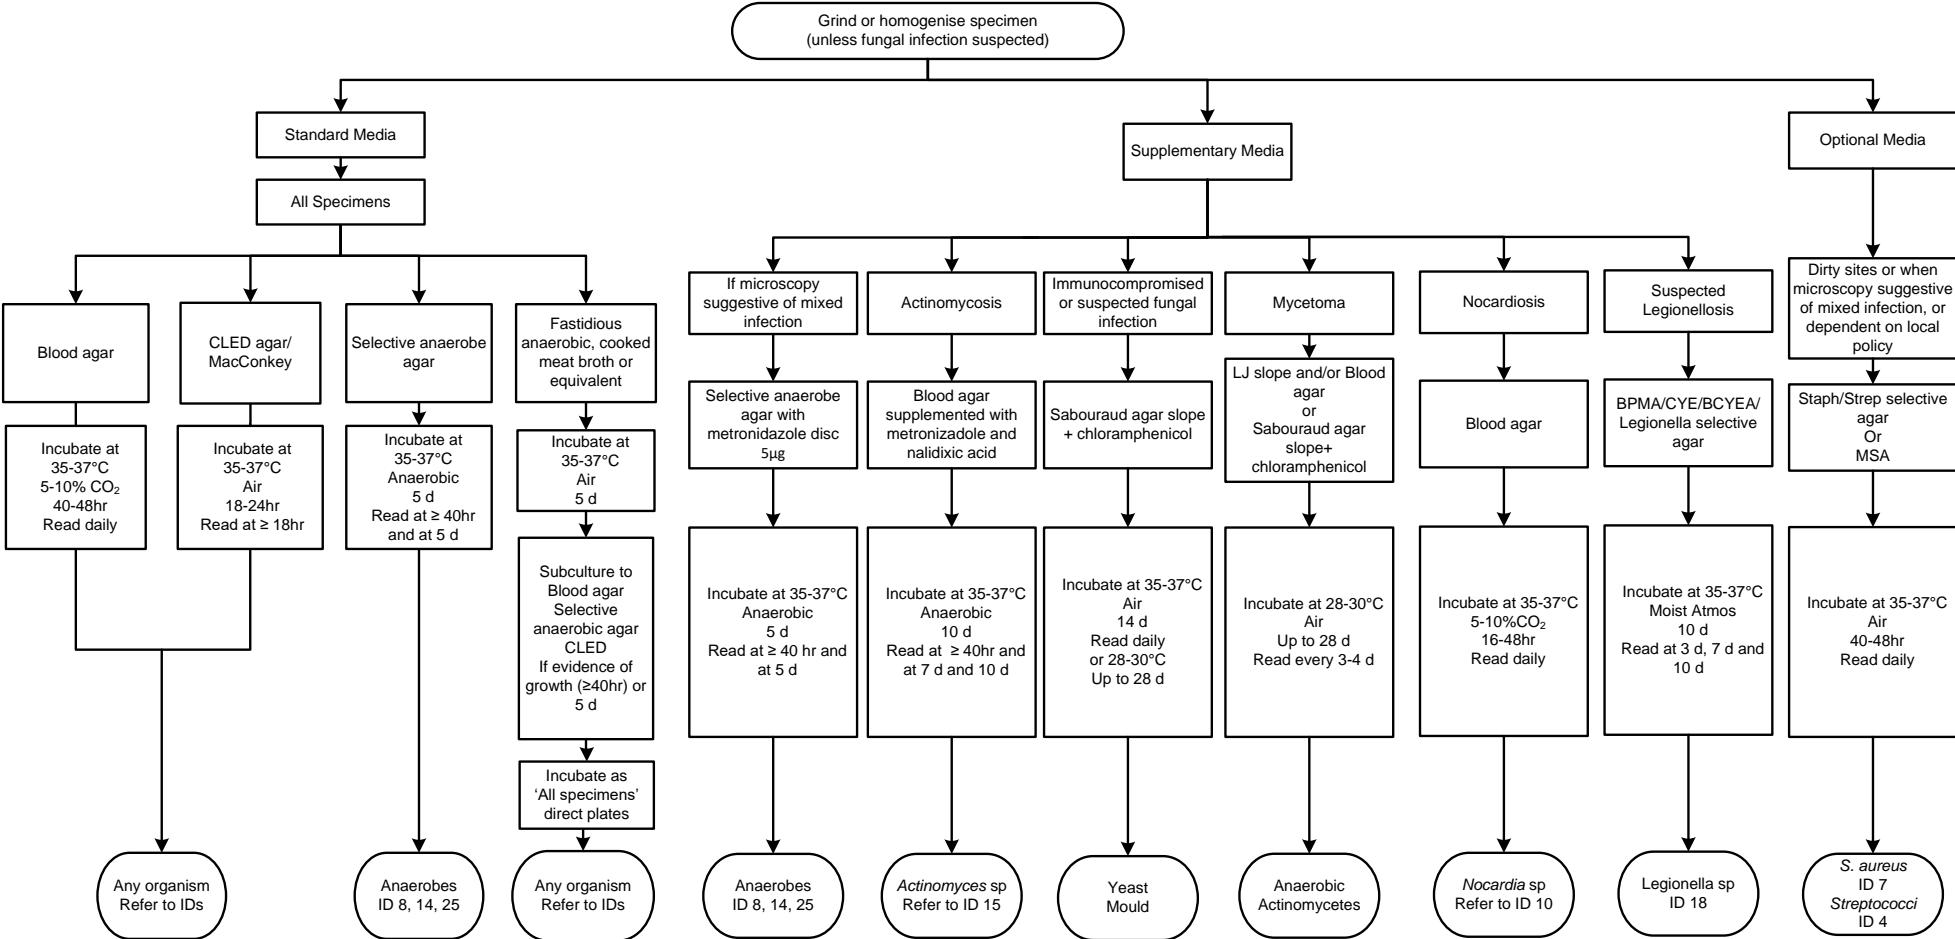 Grind or homogenise specimen
(unless fungal infection suspected)
Standard Media
All Specimens
Supplementary Media
Optional Media
Blood agar
CLED agar/
MacConkey
Selective anaerobe
agar
Fastidious
anaerobic, cooked
meat broth or
equivalent
If microscopy
suggestive of mixed
infection
Actinomycosis
Immunocompromised
or suspected fungal
infection
Mycetoma
Nocardiosis
Suspected
Legionellosis
Dirty sites or when
microscopy suggestive
of mixed infection, or
dependent on local
policy
Selective anaerobe
agar with
metronidazole disc
5µg
Blood agar
supplemented with
metronizadole and
nalidixic acid
Sabouraud agar slope
+ chloramphenicol
LJ slope and/or Blood
agar
or
Sabouraud agar
slope+
chloramphenicol
Blood agar
BPMA/CYE/BCYEA/
Legionella selective
agar
Staph/Strep selective
agar
Or
MSA
Incubate at
35-37°C
5-10% CO₂
40-48hr
Read daily
Incubate at
35-37°C
Air
18-24hr
Read at ≥ 18hr
Incubate at
35-37°C
Anaerobic
5 d
Read at ≥ 40hr
and at 5 d
Incubate at
35-37°C
Air
5 d
Subculture to
Blood agar
Selective
anaerobic agar
CLED
If evidence of
growth (≥40hr) or
5 d
Incubate as
‘All specimens’
direct plates
Incubate at 35-37°C
Anaerobic
5 d
Read at ≥ 40 hr and
at 5 d
Incubate at 35-37°C
Anaerobic
10 d
Read at ≥ 40hr and
at 7 d and 10 d
Incubate at 35-37°C
Air
14 d
Read daily
or 28-30°C
Up to 28 d
Incubate at 28-30°C
Air
Up to 28 d
Read every 3-4 d
Incubate at 35-37°C
5-10%CO₂
16-48hr
Read daily
Incubate at 35-37°C
Moist Atmos
10 d
Read at 3 d, 7 d and
10 d
Incubate at 35-37°C
Air
40-48hr
Read daily
Any organism
Refer to IDs
Anaerobes
ID 8, 14, 25
Any organism
Refer to IDs
Anaerobes
ID 8, 14, 25
Actinomyces sp
Refer to ID 15
Yeast
Mould
Anaerobic
Actinomycetes
Nocardia sp
Refer to ID 10
Legionella sp
ID 18
S. aureus
ID 7
Streptococci
ID 4